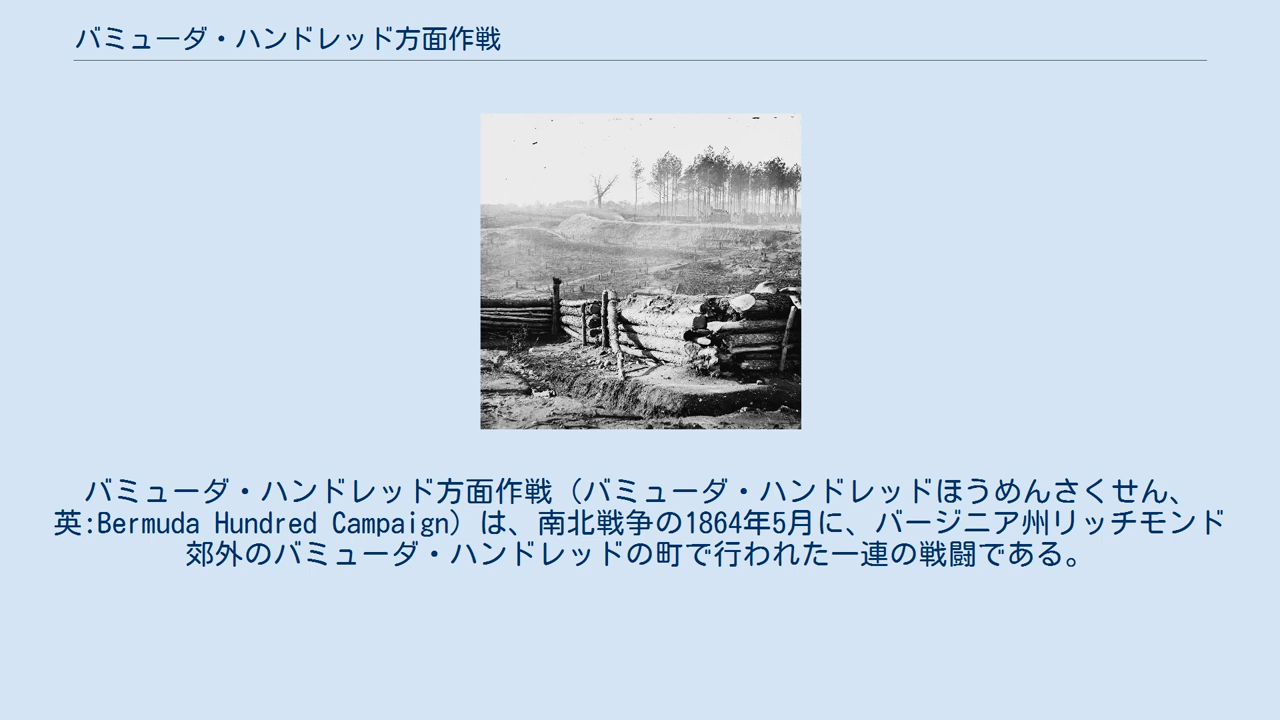 バミューダ・ハンドレッド方面作戦
バミューダ・ハンドレッド方面作戦（バミューダ・ハンドレッドほうめんさくせん、
英:Bermuda Hundred Campaign）は、南北戦争の1864年5月に、バージニア州リッチモンド
郊外のバミューダ・ハンドレッドの町で行われた一連の戦闘である。